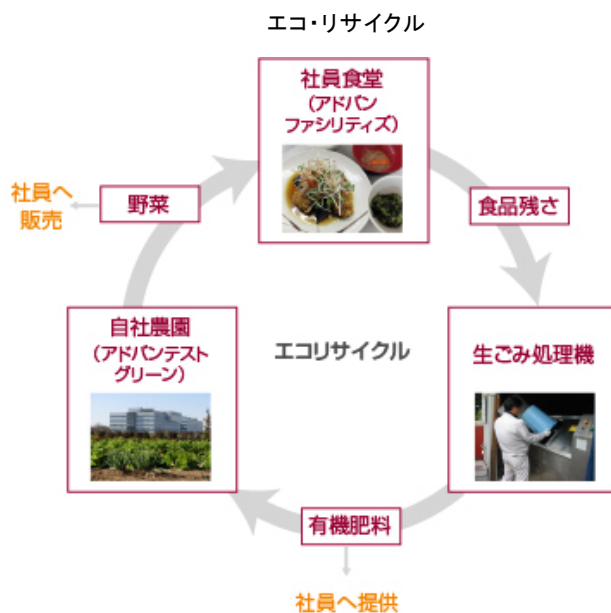 エコ・リサイクル
社員食堂
(アドバン
ファシリティズ)
社員へ
販売
野菜
食品残さ
自社農園
(アドバンテスト
グリーン)
エコリサイクル
生ごみ処理機
有機肥料
社員へ提供